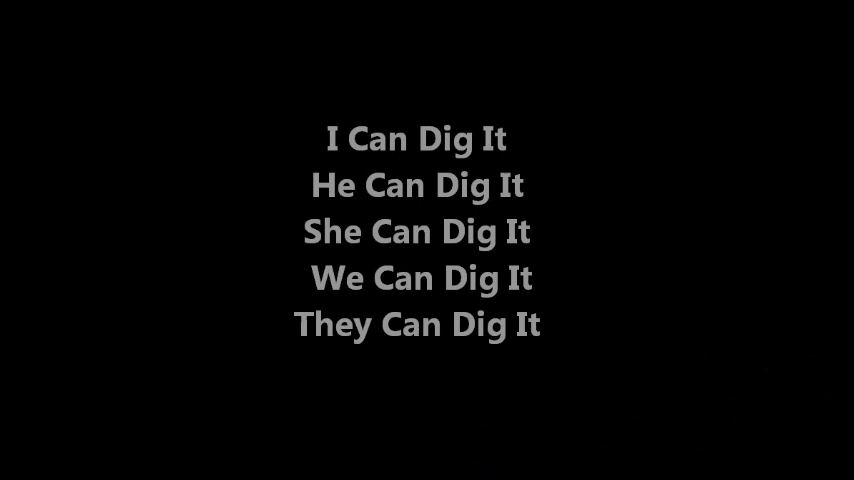 I Can Dig It
He Can Dig It
She Can Dig It
We Can Dig It
They Can Dig It